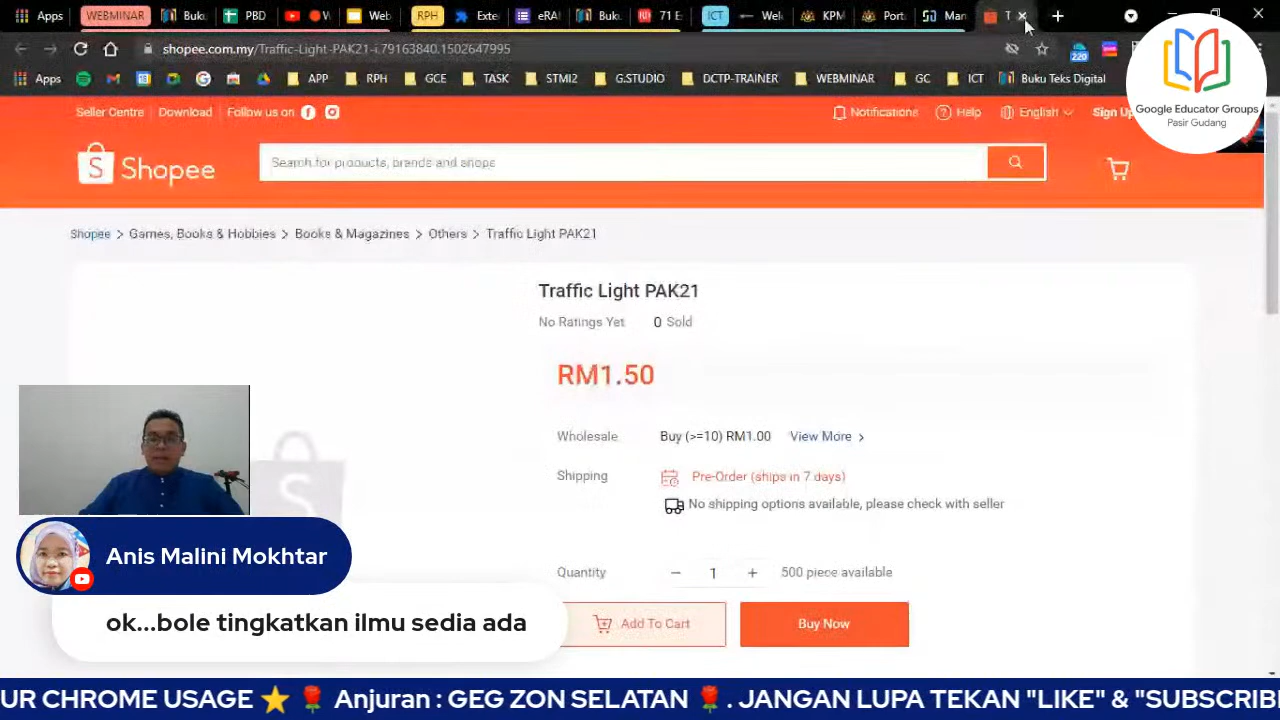 Apps WEBMINAR Buku PBD Web RPH Exte eRA Buku 71 E ICT Welc KPM Porta Man T
shopee.com.my/Traffic-Light-PAK21-i.79163840.1502647995
220
Apps APP RPH GCE TASK STMI2 G.STUDIO DCTP-TRAINER WEBMINAR GC ICT Buku Teks Digital
Google Educator Groups
Pasir Gudang
Seller Centre Download Follow us on Notifications Help English Sign Up
Shopee
Search for products, brands and shops
Shopee > Games, Books & Hobbies > Books & Magazines > Others > Traffic Light PAK21
Traffic Light PAK21
No Ratings Yet 0 Sold
RM1.50
Wholesale Buy (>=10) RM1.00 View More >
Shipping Pre-Order (ships in 7 days)
No shipping options available, please check with seller
Quantity − 1 + 500 piece available
Add To Cart Buy Now
Anis Malini Mokhtar
ok...bole tingkatkan ilmu sedia ada
UR CHROME USAGE ⭐ 🌹 Anjuran : GEG ZON SELATAN 🌹. JANGAN LUPA TEKAN "LIKE" & "SUBSCRIB